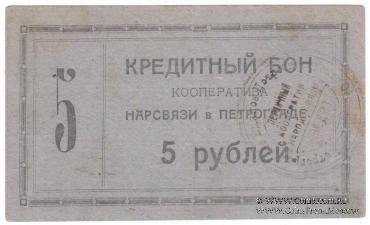 5
КРЕДИТНЫЙ БОН
КООПЕРАТИВА
НАРСВЯЗИ в ПЕТРОГРАДЕ
5 рублей.